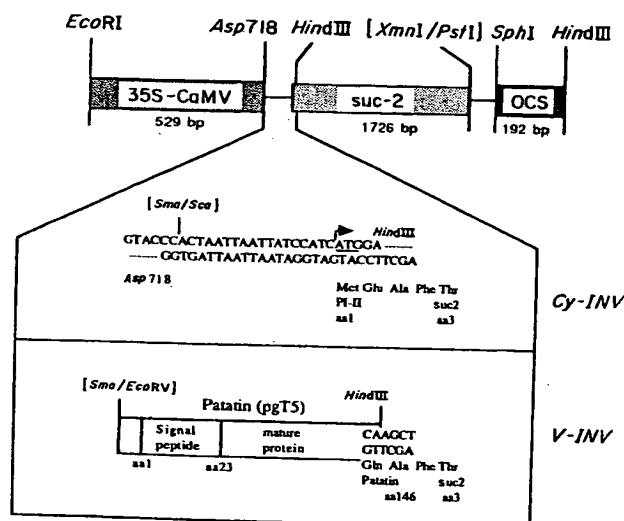 EcoRI Asp718 HindIII [XmnI/PstI] SphI HindIII
35S-CaMV suc-2 OCS
529 bp 1726 bp 192 bp
[Sma/Sca] HindIII
GTACCCACTAATTAATTATCCATCATGGA ------
------ GGTGATTAATTAATAGGTAGTACCTTCGA
Asp718
Met Glu Ala Phe Thr
PI-II suc2
aa1 aa3
Cy-INV
[Sma/EcoRV] HindIII
Patatin (pgT5)
Signal peptide
mature protein
CAAGCT
GTTCGA
aa1 aa23
Gln Ala Phe Thr
Patatin suc2
aa146 aa3
V-INV